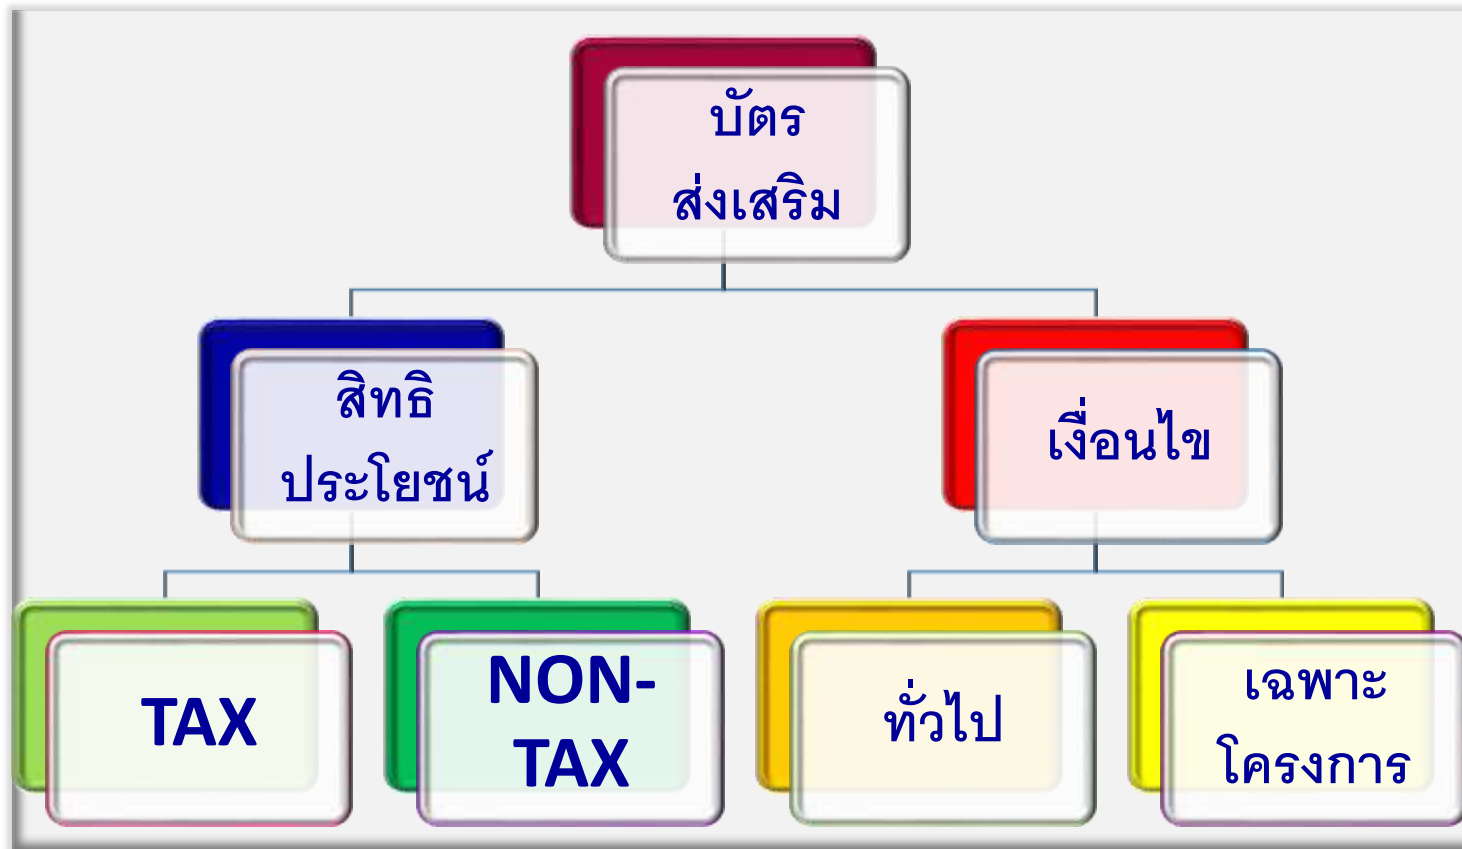 บัตร
ส่งเสริม
สิทธิ
ประโยชน์
เงื่อนไข
TAX
NON-
TAX
ทั่วไป
เฉพาะ
โครงการ